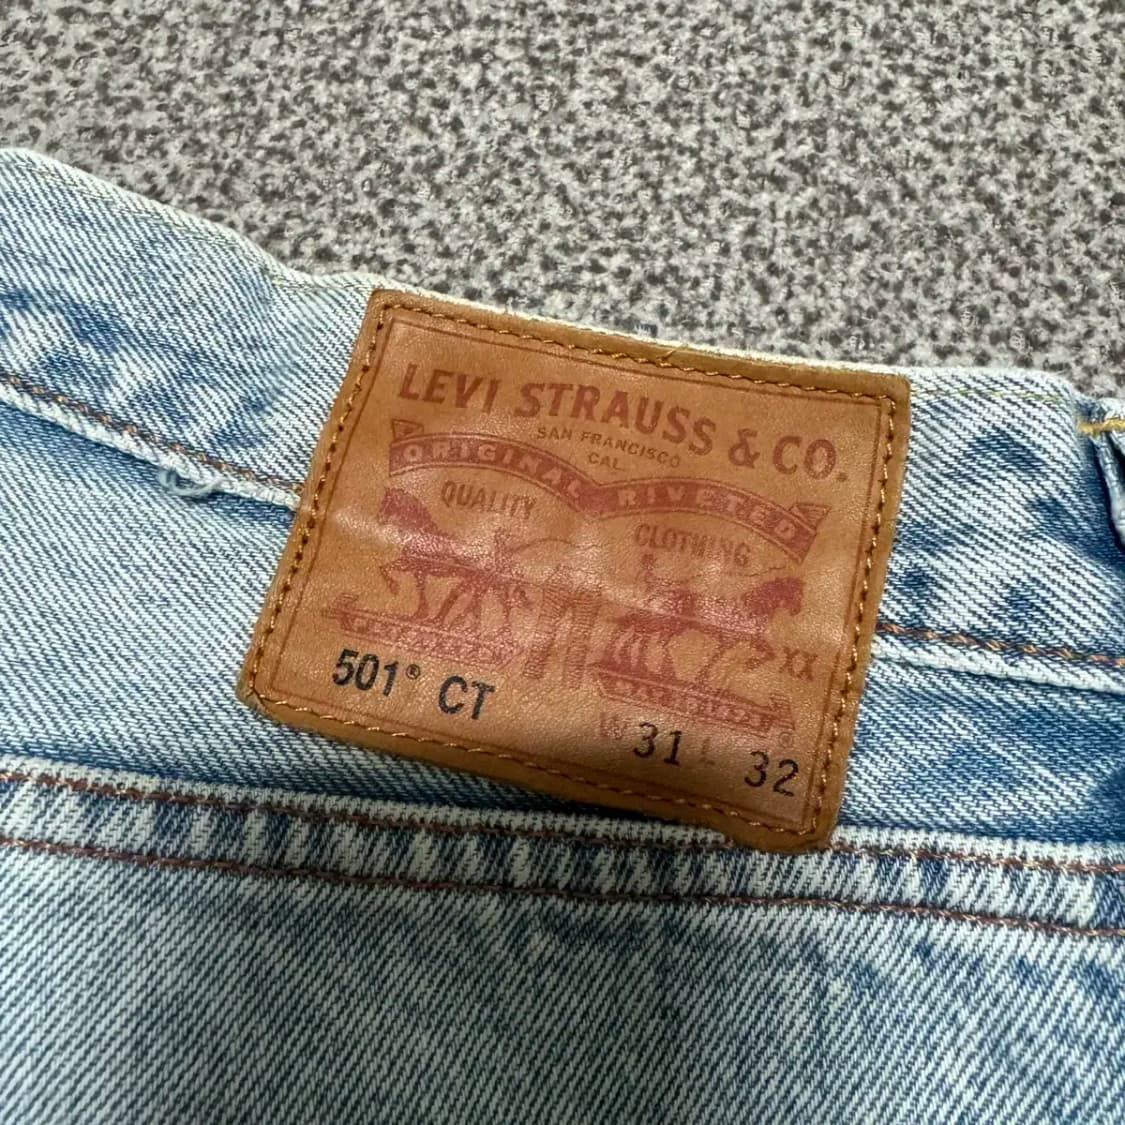 LEVI STRAUSS & CO.
SAN FRANCISCO
CAL
ORIGINAL RIVETED
QUALITY
CLOTHING
XX
501® CT
W 31 L 32